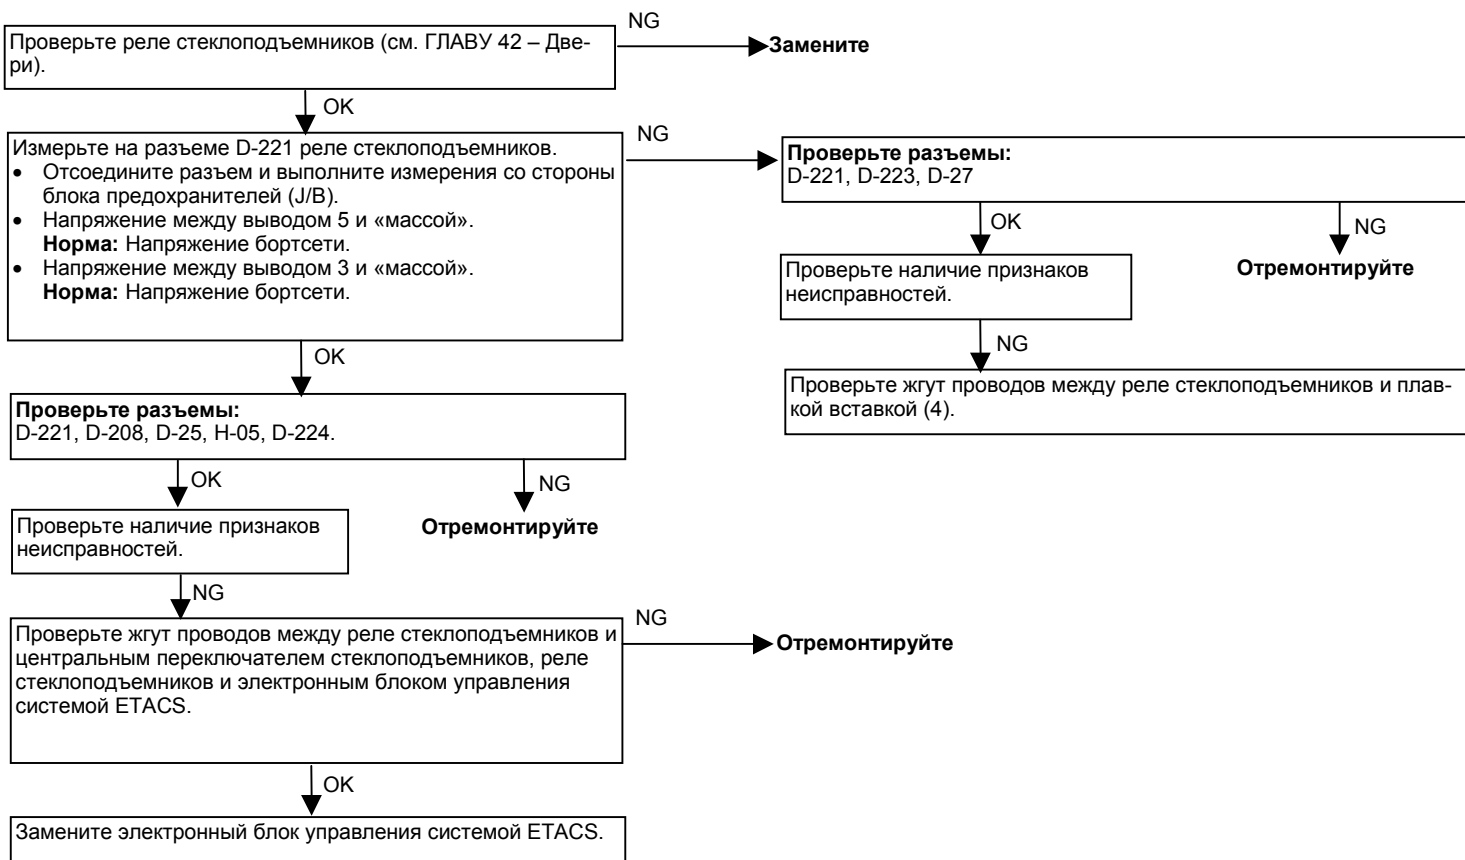 NG
Проверьте реле стеклоподъемников (см. ГЛАВУ 42 – Две-
ри).
Замените
OK
Измерьте на разъеме D-221 реле стеклоподъемников.
• Отсоедините разъем и выполните измерения со стороны
блока предохранителей (J/B).
• Напряжение между выводом 5 и «массой».
Норма: Напряжение бортсети.
• Напряжение между выводом 3 и «массой».
Норма: Напряжение бортсети.
NG
Проверьте разъемы:
D-221, D-223, D-27
OK
NG
Проверьте наличие признаков
неисправностей.
Отремонтируйте
NG
Проверьте жгут проводов между реле стеклоподъемников и плав-
кой вставкой (4).
OK
Проверьте разъемы:
D-221, D-208, D-25, H-05, D-224.
OK
NG
Проверьте наличие признаков
неисправностей.
Отремонтируйте
NG
Проверьте жгут проводов между реле стеклоподъемников и
центральным переключателем стеклоподъемников, реле
стеклоподъемников и электронным блоком управления
системой ETACS.
NG
Отремонтируйте
OK
Замените электронный блок управления системой ETACS.